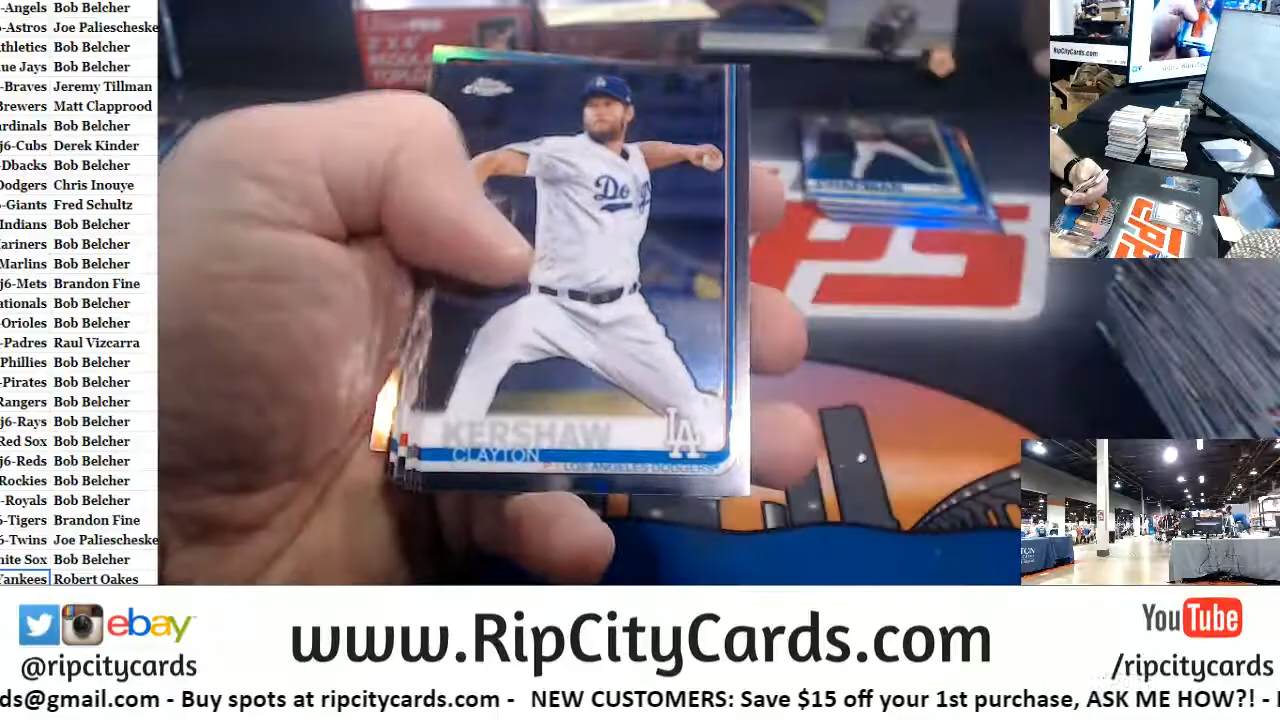 -Angels Bob Belcher
-Astros Joe Paliescheske
thletics Bob Belcher
ue Jays Bob Belcher
-Braves Jeremy Tillman
Brewers Matt Clapprood
ardinals Bob Belcher
j6-Cubs Derek Kinder
-Dbacks Bob Belcher
Dodgers Chris Inouye
-Giants Fred Schultz
Indians Bob Belcher
ariners Bob Belcher
Marlins Bob Belcher
j6-Mets Brandon Fine
ationals Bob Belcher
-Orioles Bob Belcher
-Padres Raul Vizcarra
Phillies Bob Belcher
-Pirates Bob Belcher
Rangers Bob Belcher
j6-Rays Bob Belcher
Red Sox Bob Belcher
j6-Reds Bob Belcher
Rockies Bob Belcher
-Royals Bob Belcher
6-Tigers Brandon Fine
6-Twins Joe Paliescheske
hite Sox Bob Belcher
Yankees Robert Oakes
Chrome
Do
KERSHAW
CLAYTON
LA
LOS ANGELES DODGERS
RipCityCards.com
ebay
@ripcitycards
www.RipCityCards.com
YouTube
/ripcitycards
ds@gmail.com - Buy spots at ripcitycards.com - NEW CUSTOMERS: Save $15 off your 1st purchase, ASK ME HOW?! -